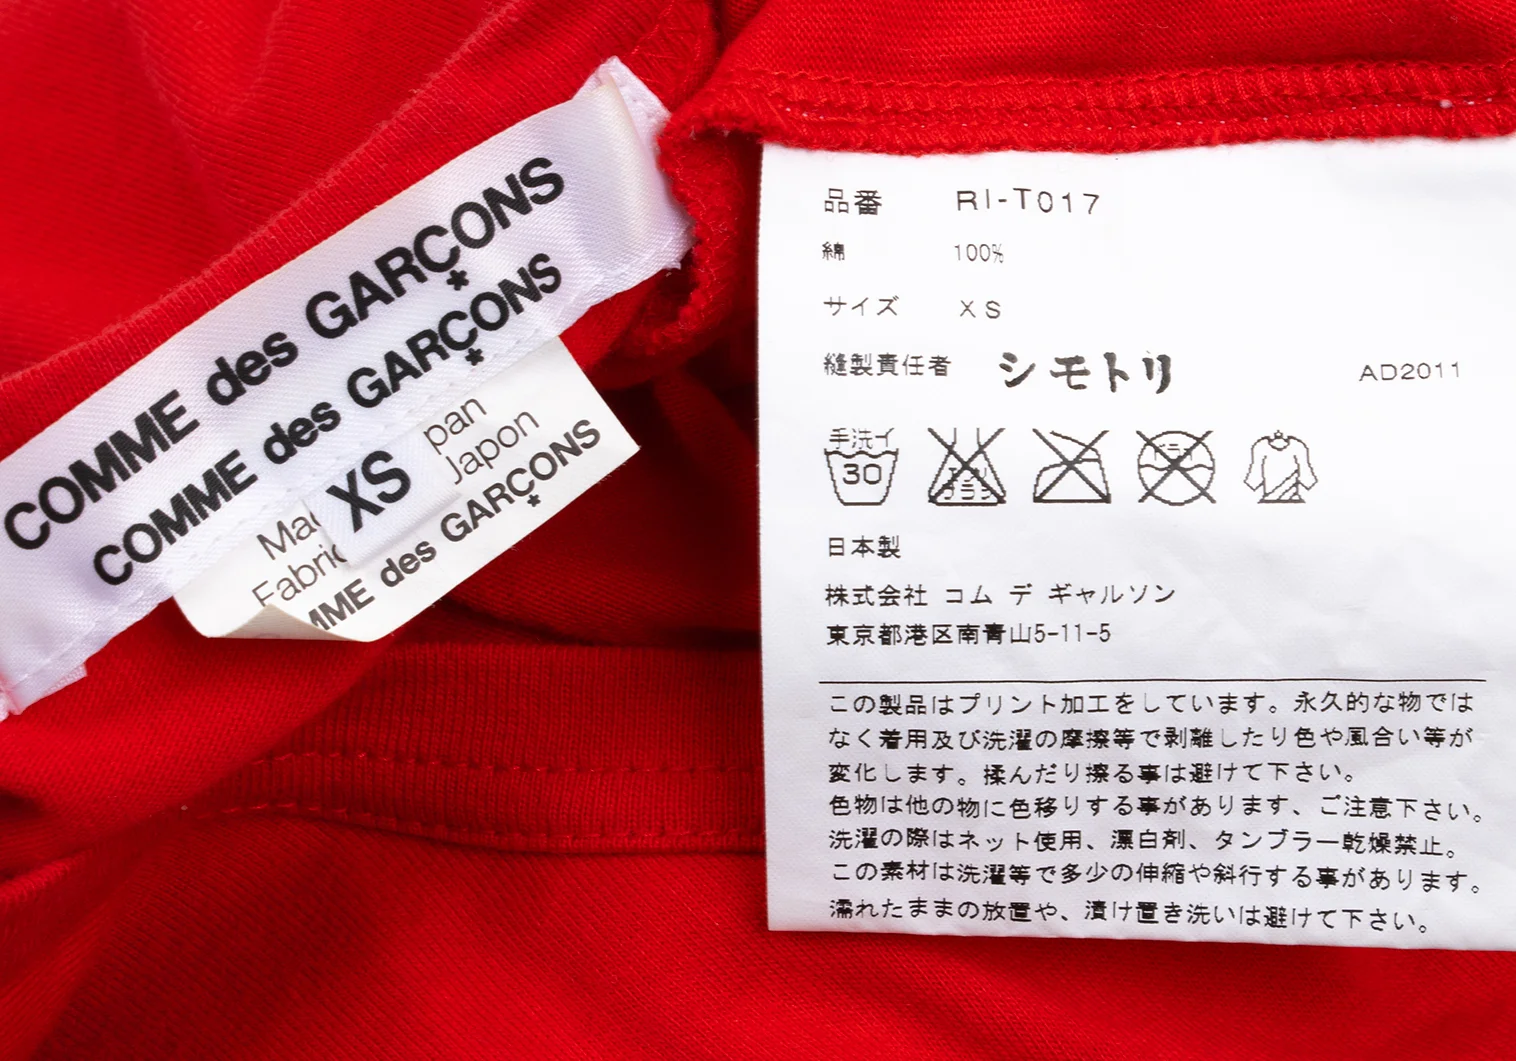 COMME des GARÇONS
COMME des GARÇONS
XS
pan
Japon
Fabri
des GARÇONS
品番 RI-T017
綿 100%
サイズ XS
縫製責任者 シモトリ AD2011
手洗イ
30
日本製
株式会社 コム デ ギャルソン
東京都港区南青山5-11-5
この製品はプリント加工をしています。永久的な物では
なく着用及び洗濯の摩擦等で剥離したり色や風合い等が
変化します。揉んだり擦る事は避けて下さい。
色物は他の物に色移りする事があります、ご注意下さい。
洗濯の際はネット使用、漂白剤、タンブラー乾燥禁止。
この素材は洗濯等で多少の伸縮や斜行する事があります。
濡れたままの放置や、漬け置き洗いは避けて下さい。